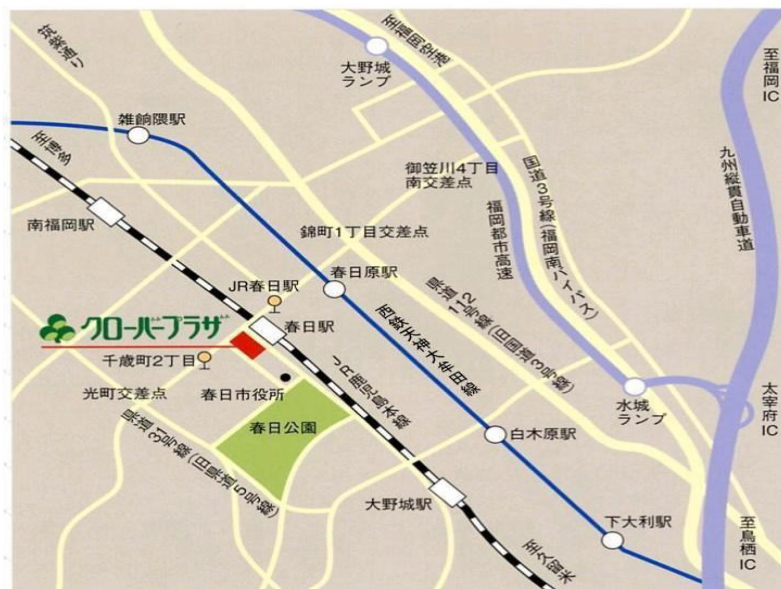 筑紫通り
至福岡空港
大野城
ランプ
至福岡IC
雑餉隈駅
至博多
御笠川4丁目
南交差点
国道3号線(福岡南バイパス)
九州縦貫自動車道
南福岡駅
福岡都市高速
錦町1丁目交差点
JR春日駅
春日原駅
県道112号線(旧国道3号線)
クローバープラザ
春日駅
西鉄天神大牟田線
千歳町2丁目
JR鹿児島本線
光町交差点
春日市役所
水城
ランプ
太宰府IC
春日公園
白木原駅
県道31号線(旧県道5号線)
大野城駅
下大利駅
至鳥栖IC
至久留米